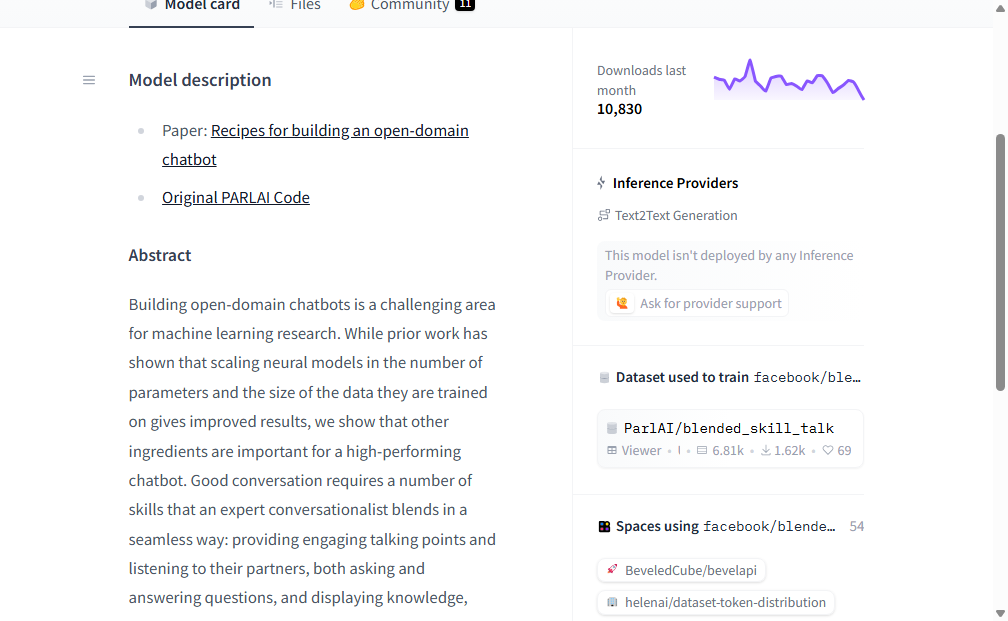 Model card
Files
Community 11
Model description
Paper: Recipes for building an open-domain
chatbot
Original PARLAI Code
Abstract
Building open-domain chatbots is a challenging area
for machine learning research. While prior work has
shown that scaling neural models in the number of
parameters and the size of the data they are trained
on gives improved results, we show that other
ingredients are important for a high-performing
chatbot. Good conversation requires a number of
skills that an expert conversationalist blends in a
seamless way: providing engaging talking points and
listening to their partners, both asking and
answering questions, and displaying knowledge,
Downloads last
month
10,830
Inference Providers
Text2Text Generation
This model isn't deployed by any Inference
Provider.
Ask for provider support
Dataset used to train facebook/ble…
ParlAI/blended_skill_talk
Viewer • • 6.81k • 1.62k • 69
Spaces using facebook/blende… 54
BeveledCube/bevelapi
helenai/dataset-token-distribution